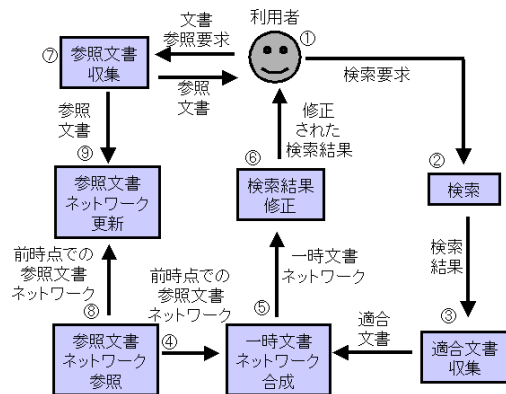 利用者
①
文書
参照要求
⑦
参照文書
収集
参照
文書
検索要求
参照
文書
修正
された
検索結果
⑨
参照文書
ネットワーク
更新
⑥
検索結果
修正
②
検索
前時点での
参照文書
ネットワーク
前時点での
参照文書
ネットワーク
一時文書
ネットワーク
検索
結果
⑧
参照文書
ネットワーク
参照
④
⑤
一時文書
ネットワーク
合成
適合
文書
③
適合文書
収集